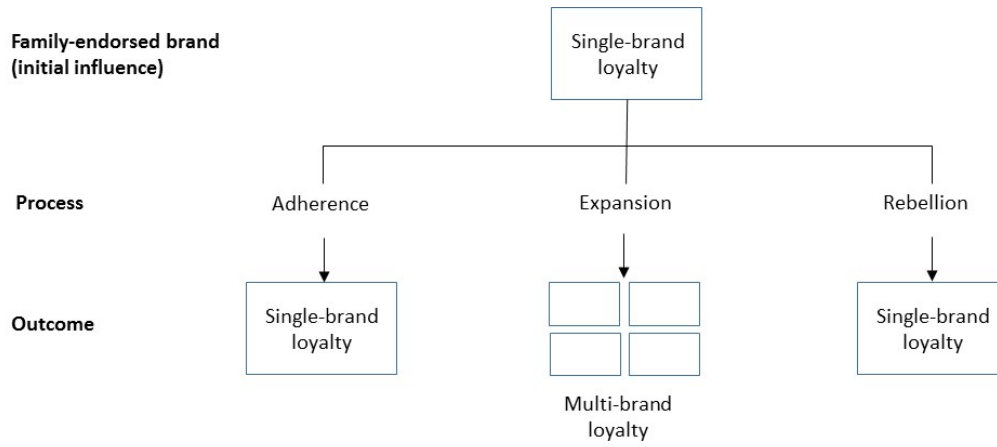 Family-endorsed brand
(initial influence)
Single-brand
loyalty
Process
Adherence
Expansion
Rebellion
Outcome
Single-brand
loyalty
Multi-brand
loyalty
Single-brand
loyalty